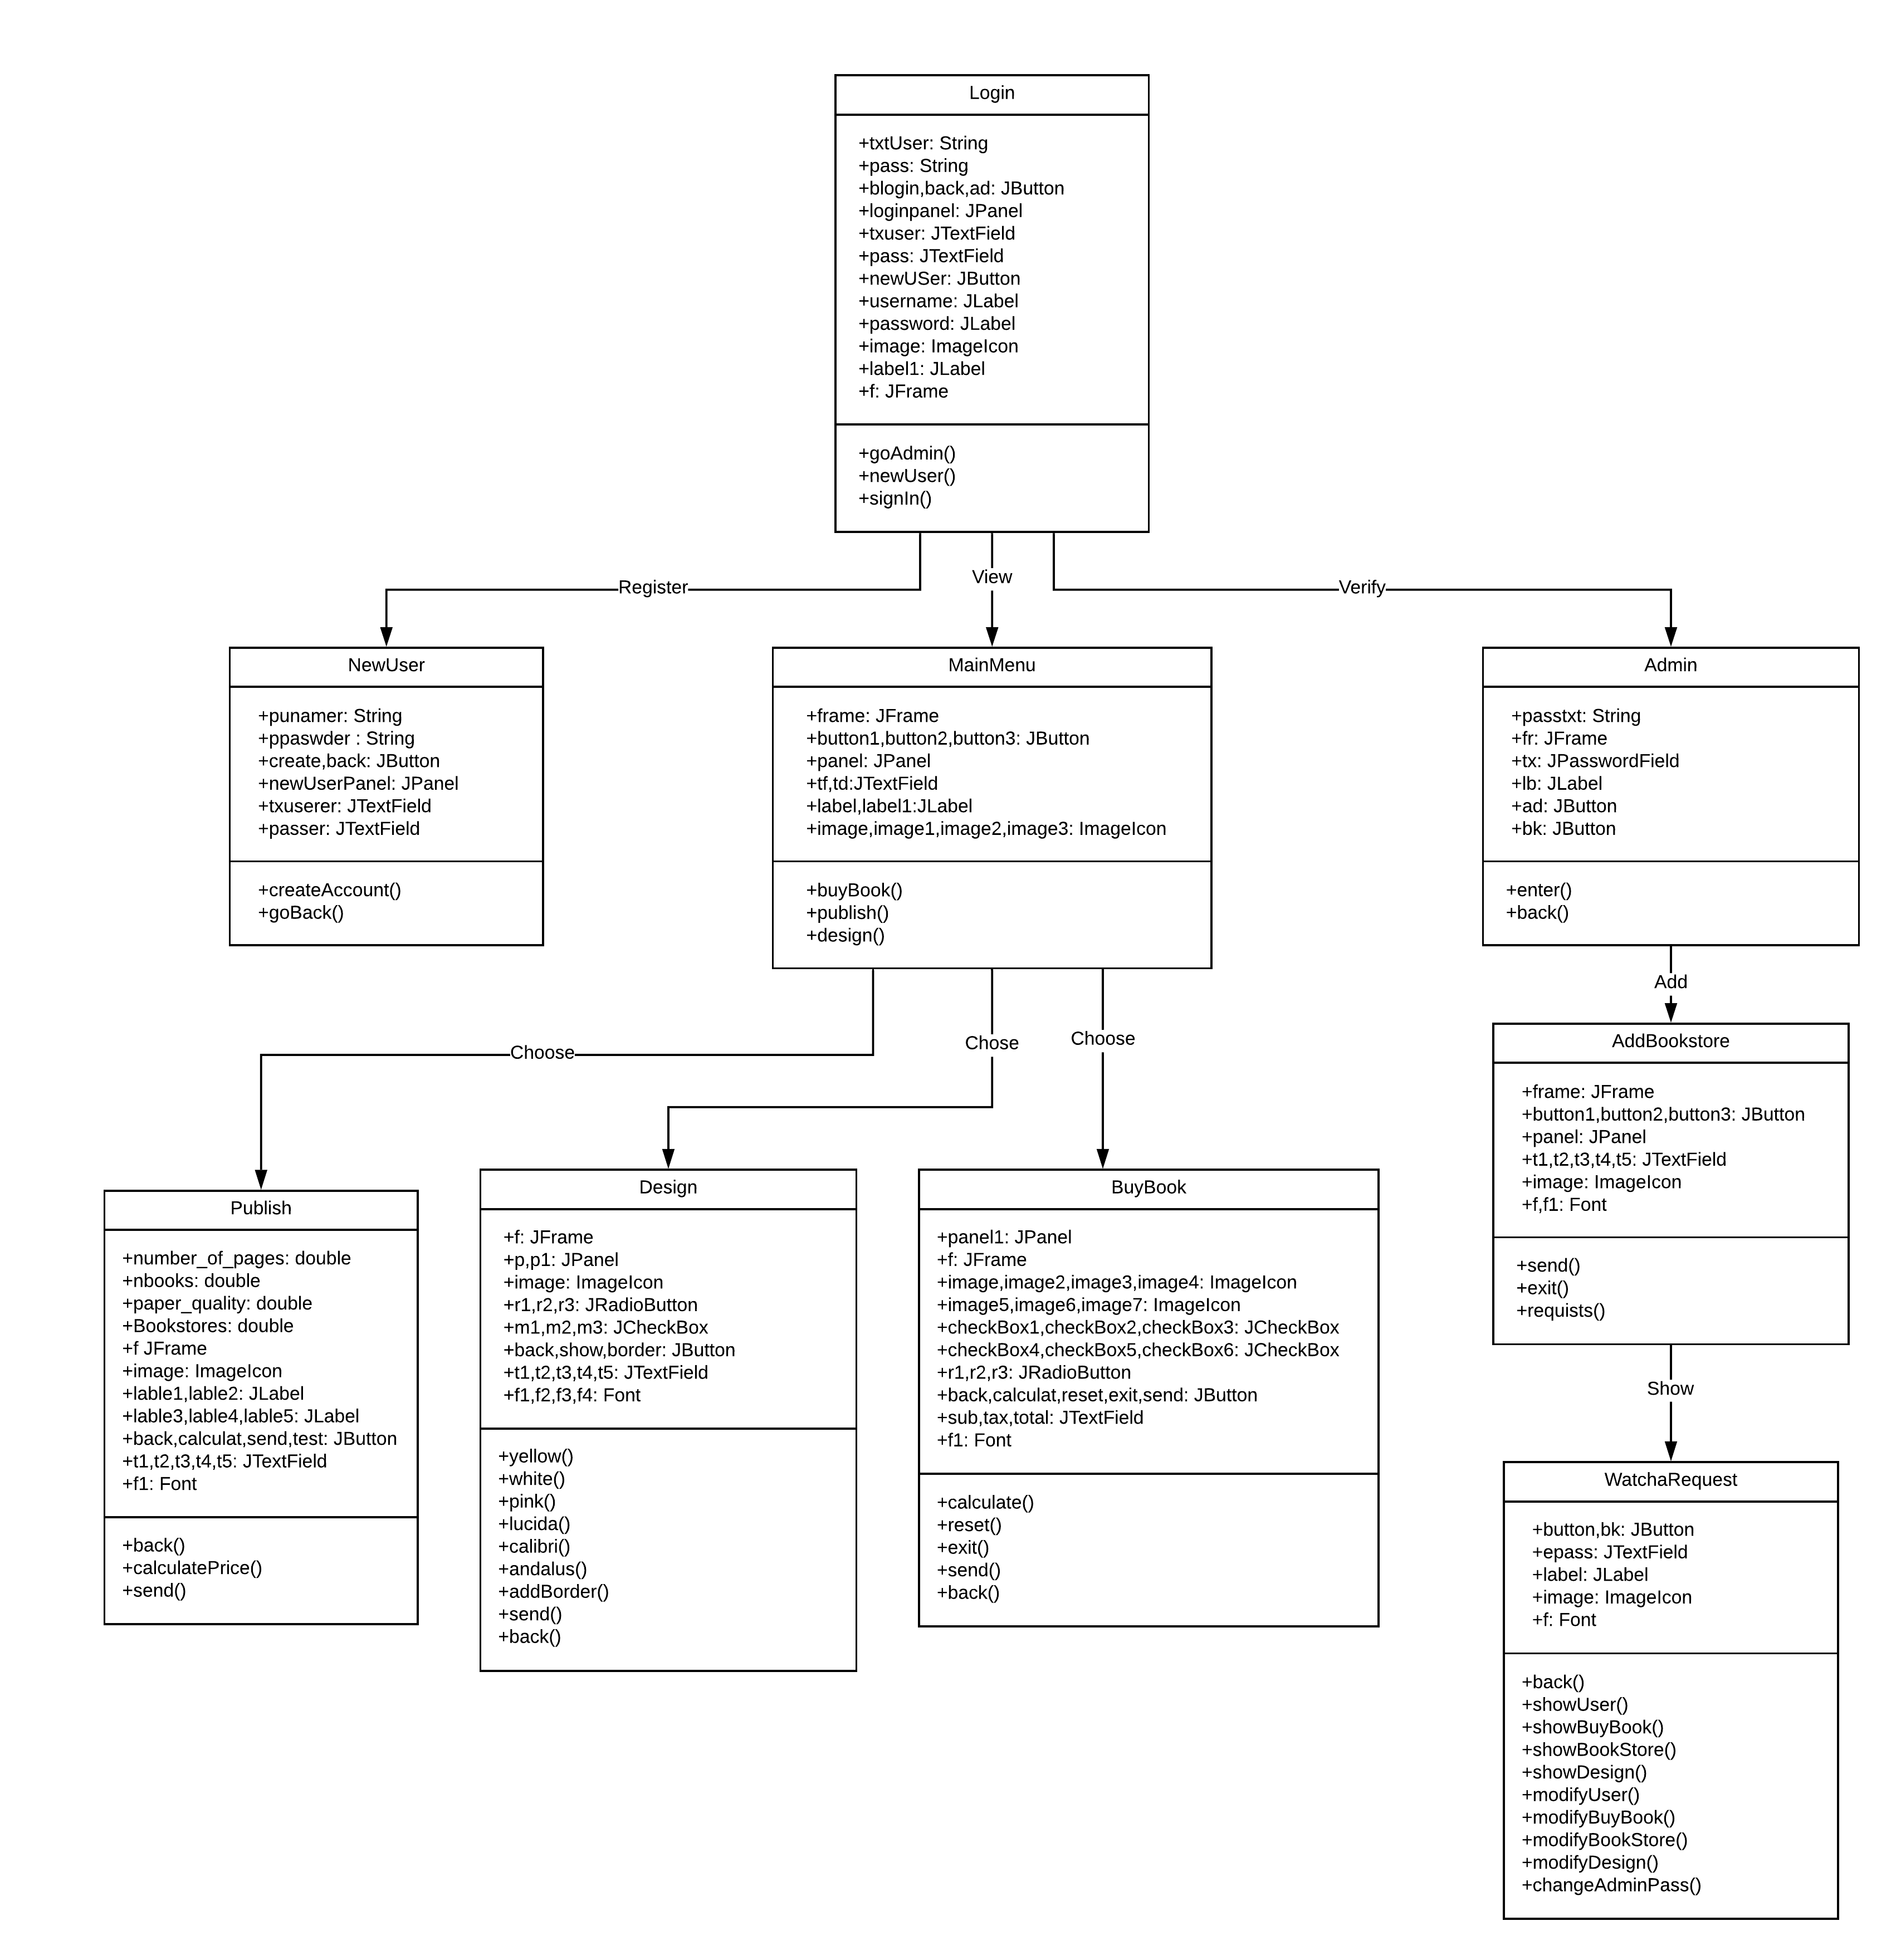 Login
+txtUser: String
+pass: String
+blogin,back,ad: JButton
+loginpanel: JPanel
+txuser: JTextField
+pass: JTextField
+newUSer: JButton
+username: JLabel
+password: JLabel
+image: ImageIcon
+label1: JLabel
+f: JFrame
+goAdmin()
+newUser()
+signIn()
Register
View
Verify
NewUser
+punamer: String
+ppaswder : String
+create,back: JButton
+newUserPanel: JPanel
+txuserer: JTextField
+passer: JTextField
+createAccount()
+goBack()
MainMenu
+frame: JFrame
+button1,button2,button3: JButton
+panel: JPanel
+tf,td:JTextField
+label,label1:JLabel
+image,image1,image2,image3: ImageIcon
+buyBook()
+publish()
+design()
Admin
+passtxt: String
+fr: JFrame
+tx: JPasswordField
+lb: JLabel
+ad: JButton
+bk: JButton
+enter()
+back()
Choose
Chose
Choose
Add
Publish
+number_of_pages: double
+nbooks: double
+paper_quality: double
+Bookstores: double
+f JFrame
+image: ImageIcon
+lable1,lable2: JLabel
+lable3,lable4,lable5: JLabel
+back,calculat,send,test: JButton
+t1,t2,t3,t4,t5: JTextField
+f1: Font
+back()
+calculatePrice()
+send()
Design
+f: JFrame
+p,p1: JPanel
+image: ImageIcon
+r1,r2,r3: JRadioButton
+m1,m2,m3: JCheckBox
+back,show,border: JButton
+t1,t2,t3,t4,t5: JTextField
+f1,f2,f3,f4: Font
+yellow()
+white()
+pink()
+lucida()
+calibri()
+andalus()
+addBorder()
+send()
+back()
BuyBook
+panel1: JPanel
+f: JFrame
+image,image2,image3,image4: ImageIcon
+image5,image6,image7: ImageIcon
+checkBox1,checkBox2,checkBox3: JCheckBox
+checkBox4,checkBox5,checkBox6: JCheckBox
+r1,r2,r3: JRadioButton
+back,calculat,reset,exit,send: JButton
+sub,tax,total: JTextField
+f1: Font
+calculate()
+reset()
+exit()
+send()
+back()
AddBookstore
+frame: JFrame
+button1,button2,button3: JButton
+panel: JPanel
+t1,t2,t3,t4,t5: JTextField
+image: ImageIcon
+f,f1: Font
+send()
+exit()
+requists()
Show
WatchaRequest
+button,bk: JButton
+epass: JTextField
+label: JLabel
+image: ImageIcon
+f: Font
+back()
+showUser()
+showBuyBook()
+showBookStore()
+showDesign()
+modifyUser()
+modifyBuyBook()
+modifyBookStore()
+modifyDesign()
+changeAdminPass()